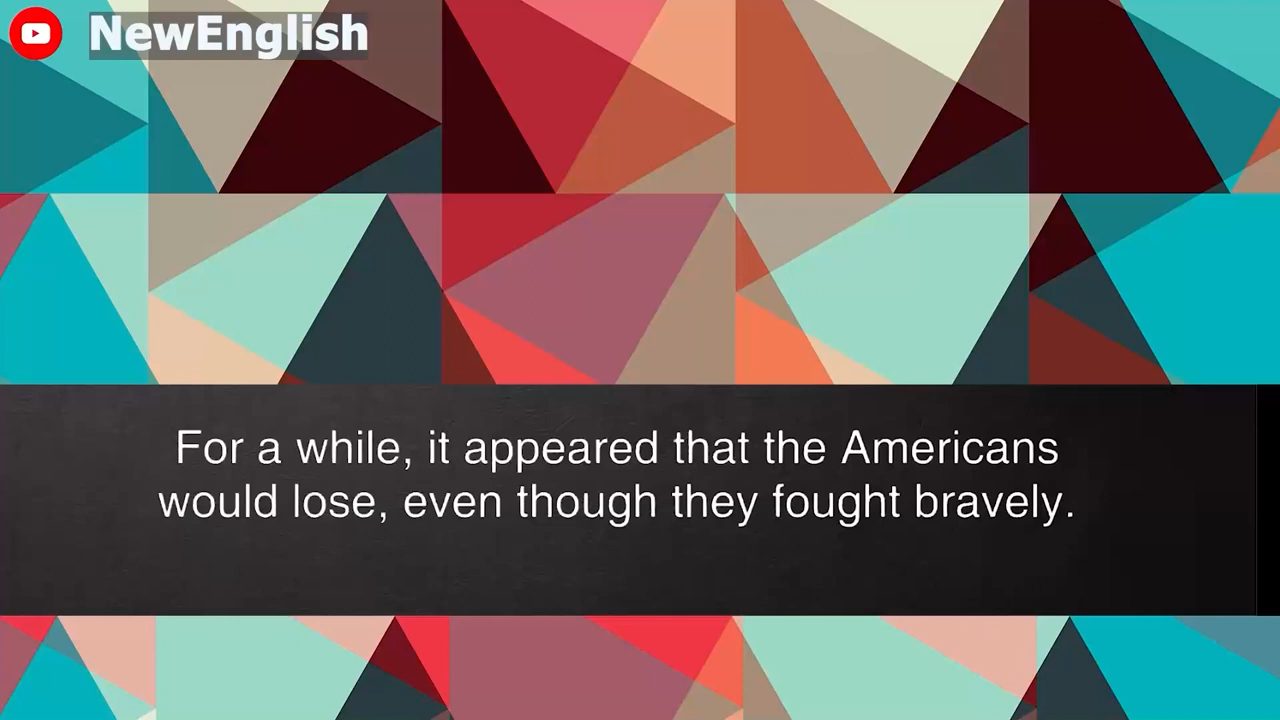 NewEnglish
For a while, it appeared that the Americans
would lose, even though they fought bravely.